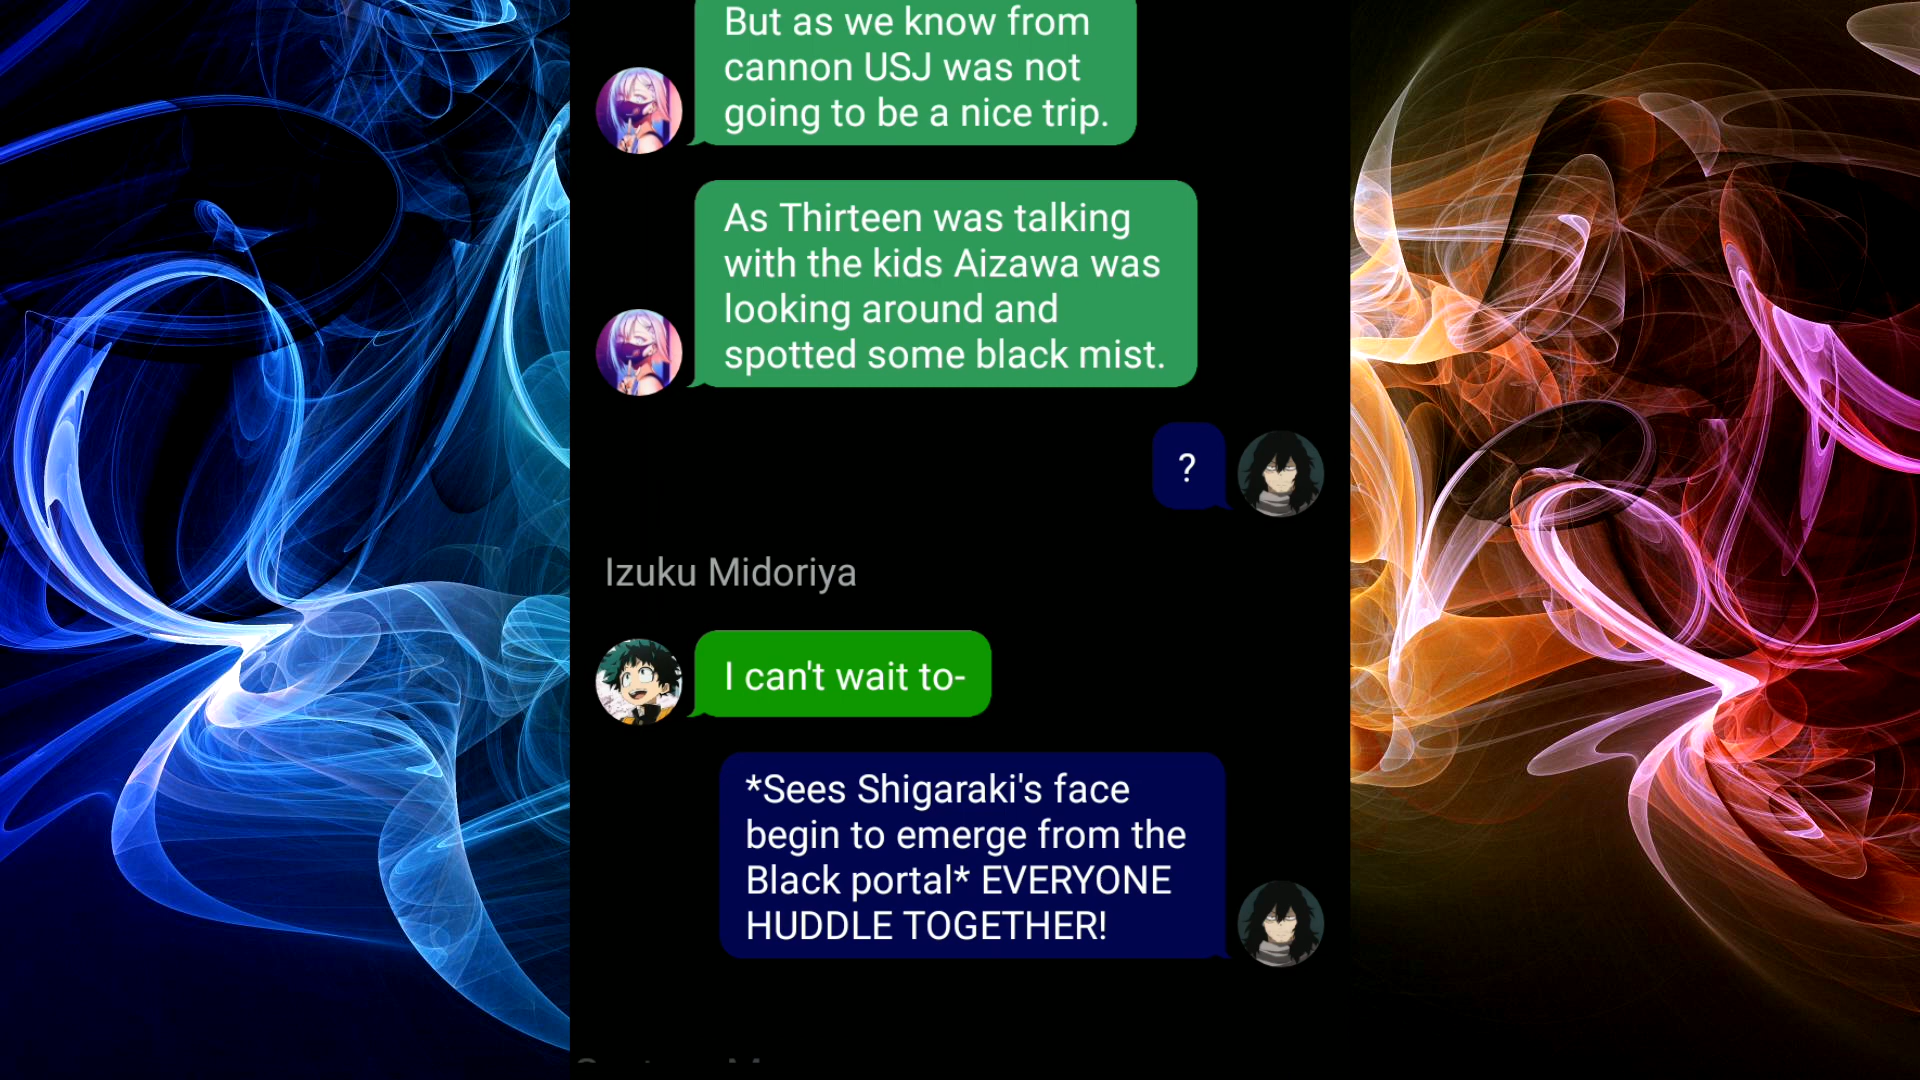 But as we know from
cannon USJ was not
going to be a nice trip.
As Thirteen was talking
with the kids Aizawa was
looking around and
spotted some black mist.
?
Izuku Midoriya
I can't wait to-
*Sees Shigaraki's face
begin to emerge from the
Black portal* EVERYONE
HUDDLE TOGETHER!